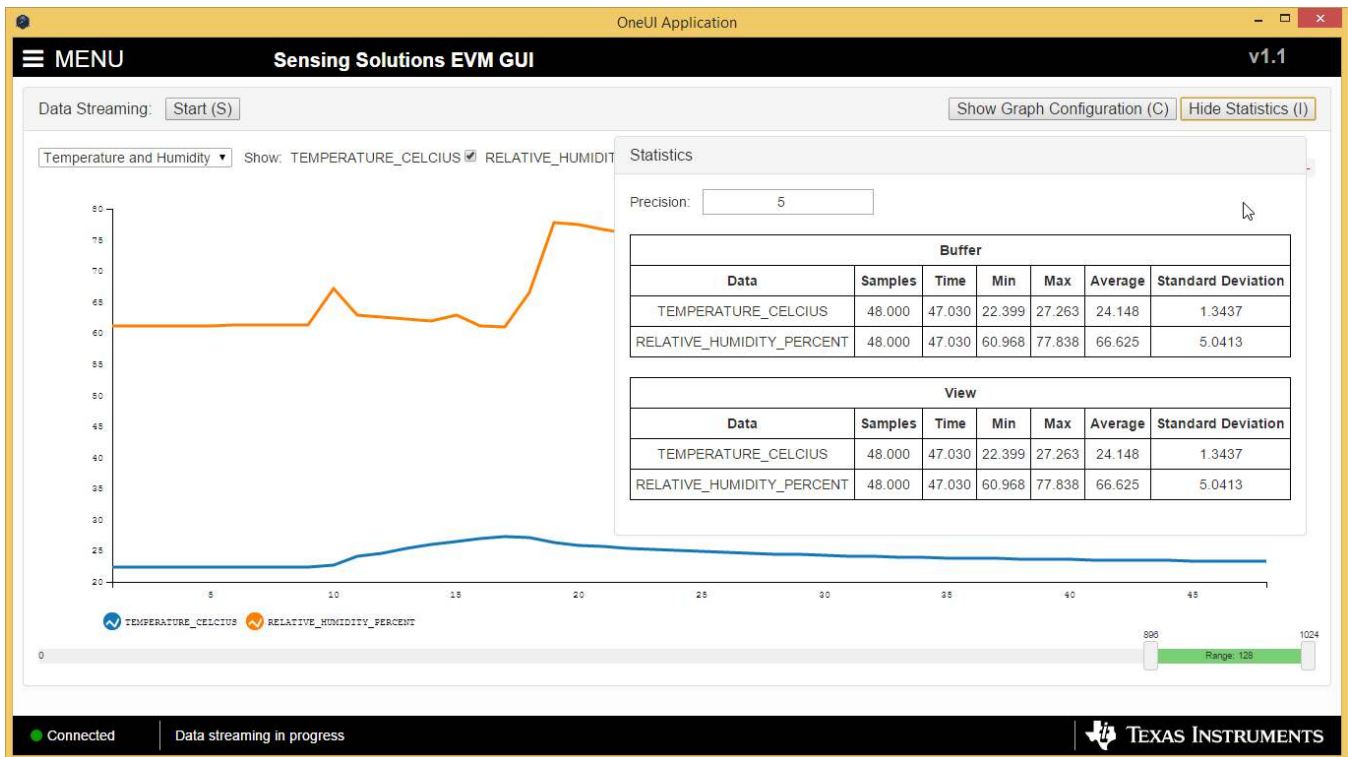 OneUI Application
MENU Sensing Solutions EVM GUI v1.1
Data Streaming: Start (S) Show Graph Configuration (C) Hide Statistics (I)
Temperature and Humidity Show: TEMPERATURE_CELCIUS RELATIVE_HUMIDIT
Statistics
Precision: 5
Buffer
Data Samples Time Min Max Average Standard Deviation
TEMPERATURE_CELCIUS 48.000 47.030 22.399 27.263 24.148 1.3437
RELATIVE_HUMIDITY_PERCENT 48.000 47.030 60.968 77.838 66.625 5.0413
View
Data Samples Time Min Max Average Standard Deviation
TEMPERATURE_CELCIUS 48.000 47.030 22.399 27.263 24.148 1.3437
RELATIVE_HUMIDITY_PERCENT 48.000 47.030 60.968 77.838 66.625 5.0413
80
75
70
65
60
55
50
45
40
35
30
25
20
5 10 15 20 25 30 35 40 45
TEMPERATURE_CELCIUS RELATIVE_HUMIDITY_PERCENT
896 1024
0 Range: 128
Connected Data streaming in progress TEXAS INSTRUMENTS